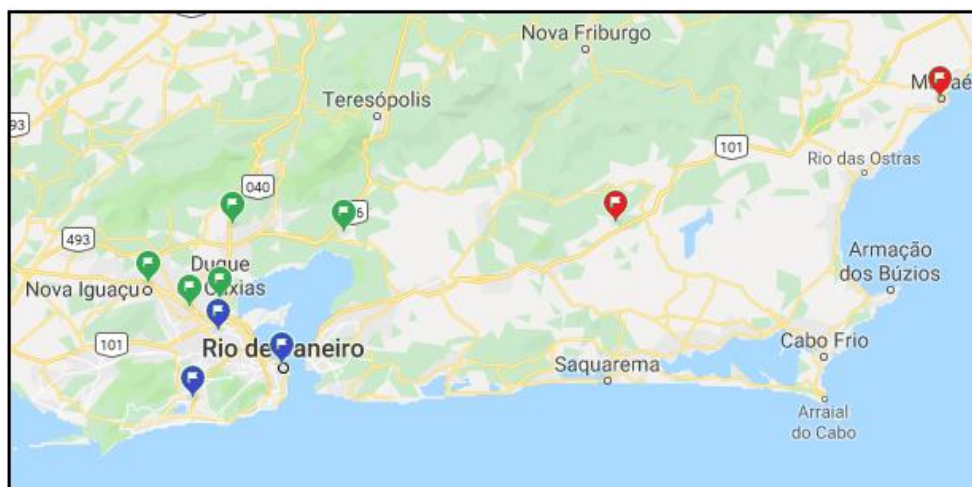 Nova Friburgo
Teresópolis
93
101
Rio das Ostras
040
493
Armação
dos Búzios
Duque
Nova Iguaçu
101
Rio de Janeiro
Cabo Frio
Saquarema
Arraial
do Cabo